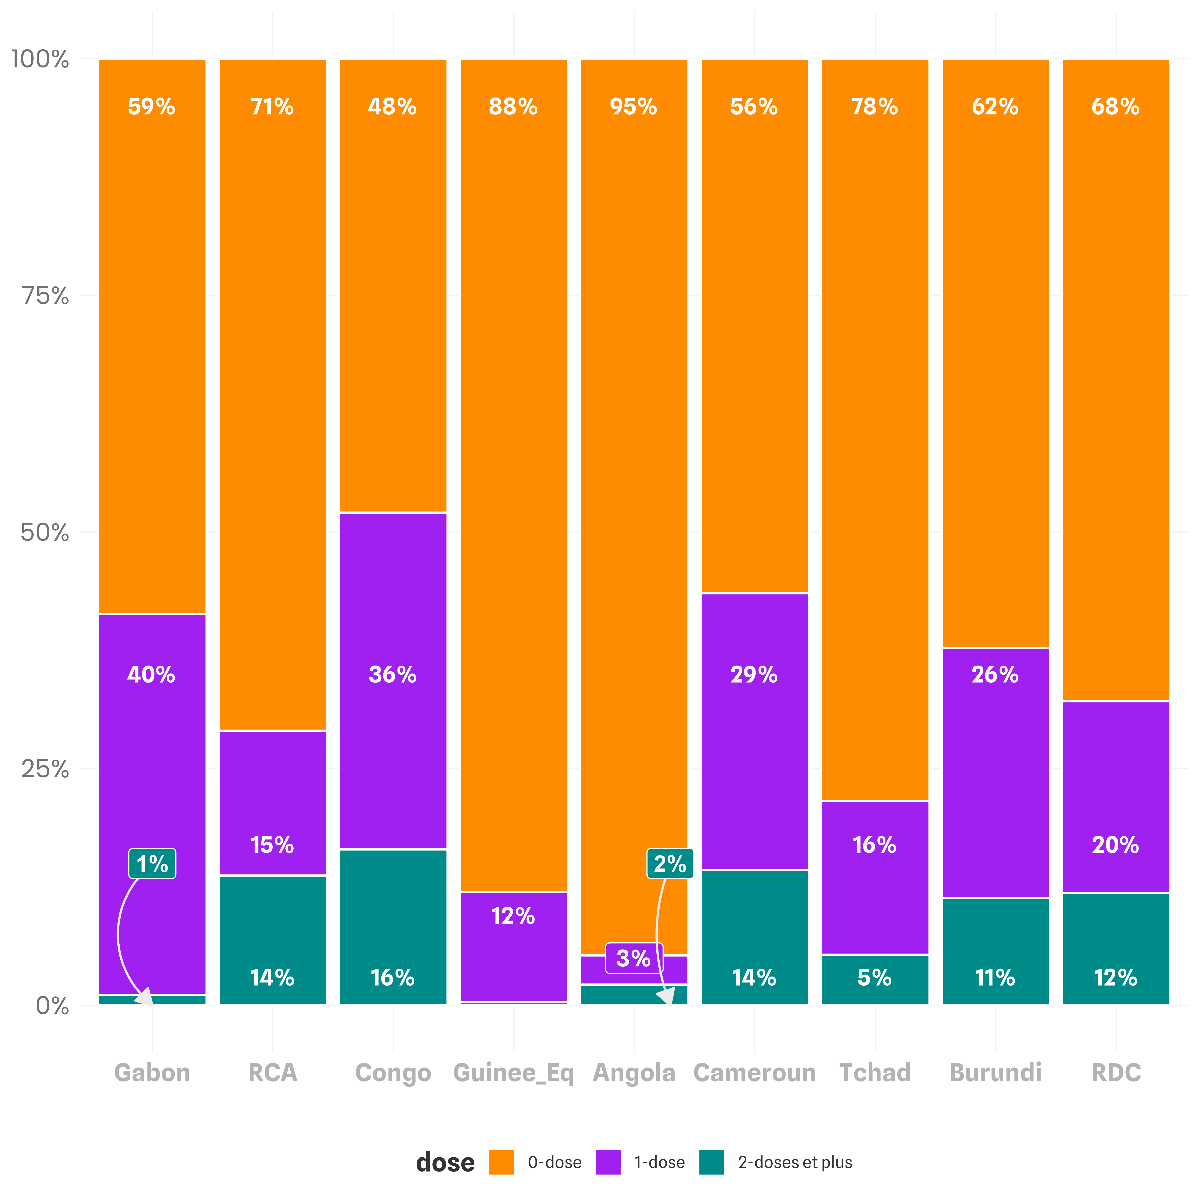 100%
59% 71% 48% 88% 95% 56% 78% 62% 68%
75%
50%
40% 36% 29% 26%
25%
15% 16% 20%
1% 2%
12%
3%
14% 16% 14% 5% 11% 12%
0%
Gabon RCA Congo Guinee_Eq Angola Cameroun Tchad Burundi RDC
dose 0-dose 1-dose 2-doses et plus